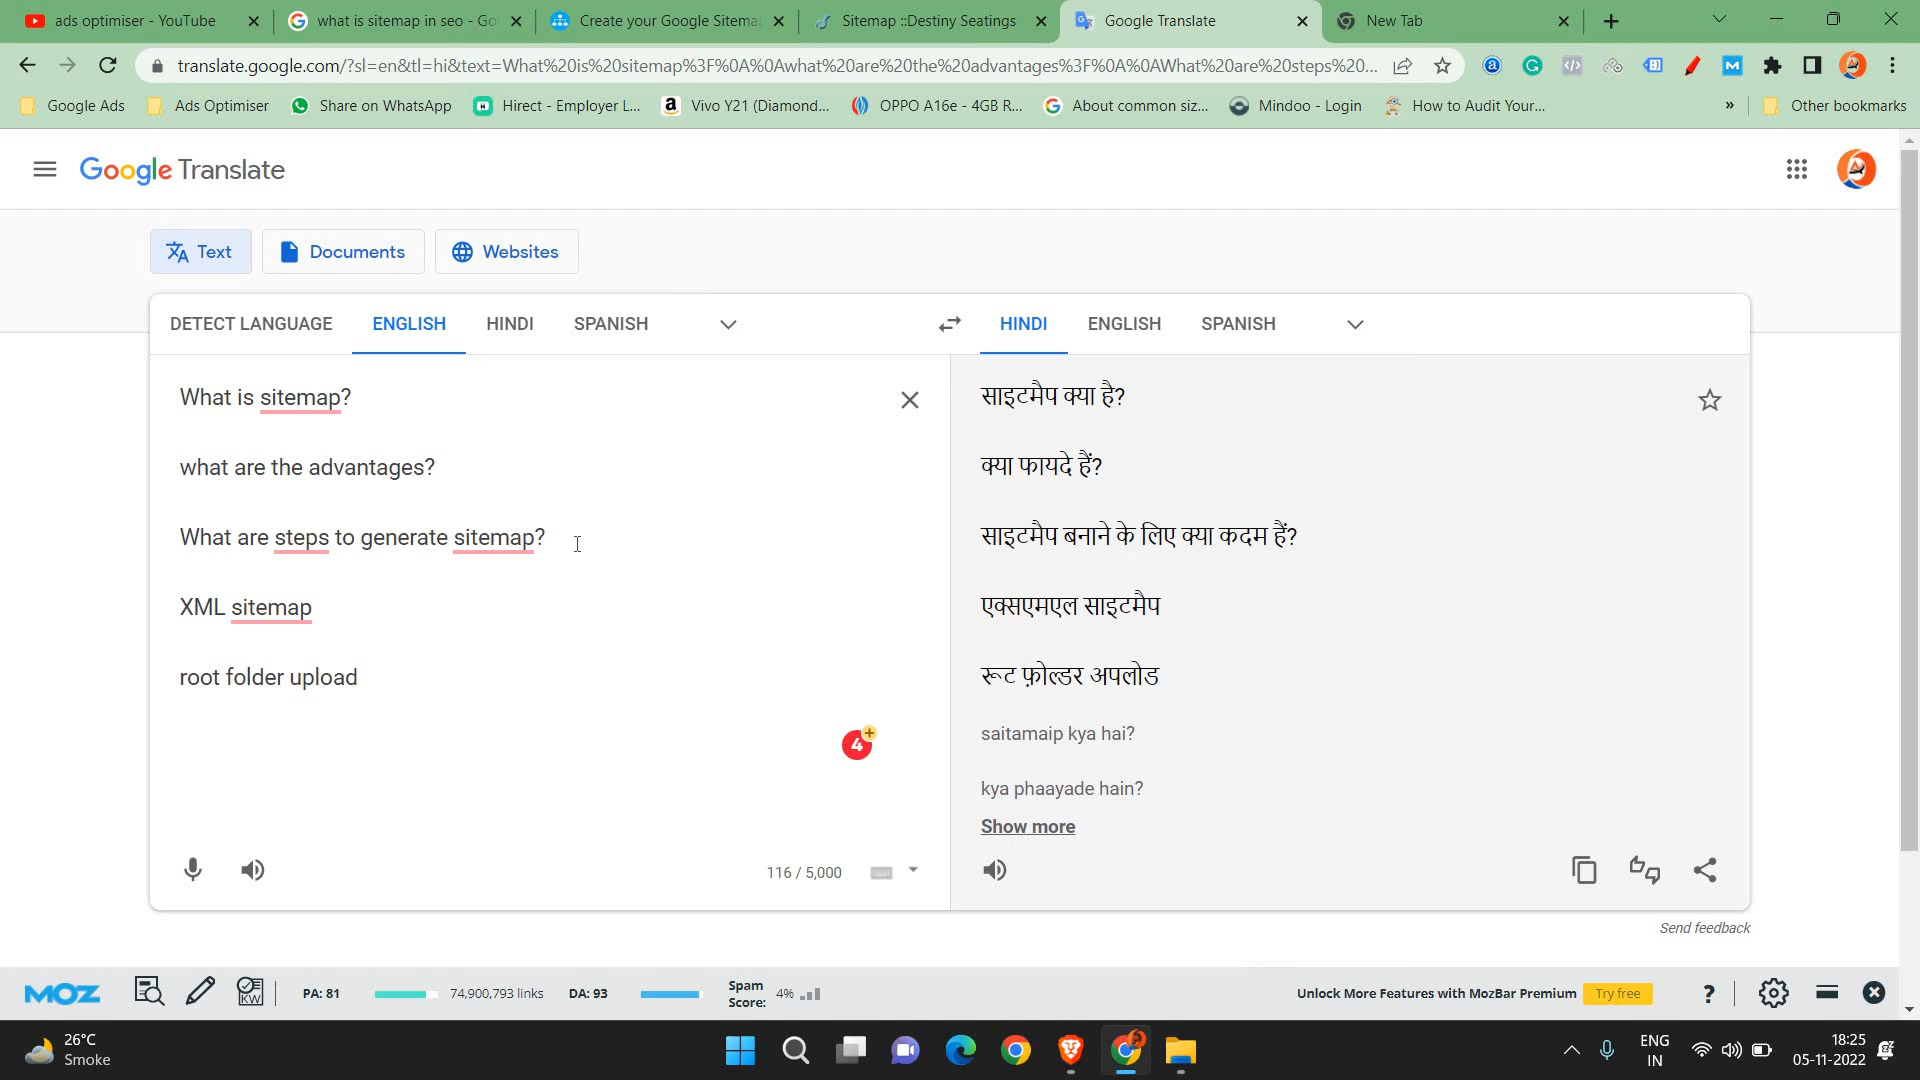 ads optimiser - YouTube
what is sitemap in seo - Go
Create your Google Sitema
Sitemap ::Destiny Seatings
Google Translate
New Tab
translate.google.com/?sl=en&tl=hi&text=What%20is%20sitemap%3F%0A%0Awhat%20are%20the%20advantages%3F%0A%0AWhat%20are%20steps%20...
Google Ads
Ads Optimiser
Share on WhatsApp
Hirect - Employer L...
Vivo Y21 (Diamond...
OPPO A16e - 4GB R...
About common siz...
Mindoo - Login
How to Audit Your...
»
Other bookmarks
Google Translate
Text
Documents
Websites
DETECT LANGUAGE
ENGLISH
HINDI
SPANISH
HINDI
ENGLISH
SPANISH
What is sitemap?
what are the advantages?
What are steps to generate sitemap?
XML sitemap
root folder upload
4
116 / 5,000
साइटमैप क्या है?
क्या फायदे हैं?
साइटमैप बनाने के लिए क्या कदम हैं?
एक्सएमएल साइटमैप
रूट फ़ोल्डर अपलोड
saitamaip kya hai?
kya phaayade hain?
Show more
Send feedback
MOZ
KW
PA: 81
74,900,793 links
DA: 93
Spam Score: 4%
Unlock More Features with MozBar Premium
Try free
?
26°C
Smoke
ENG
IN
18:25
05-11-2022